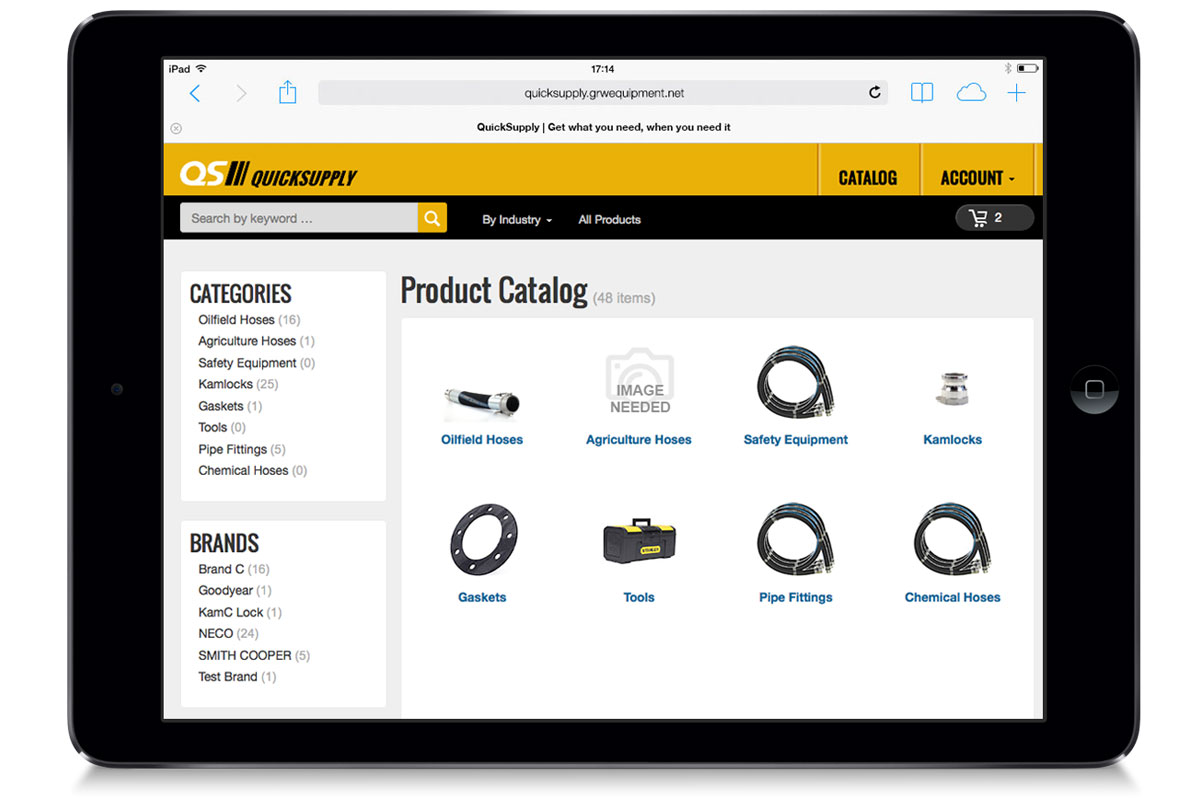 iPad
17:14
quicksupply.grwequipment.net
QuickSupply | Get what you need, when you need it
QS QUICKSUPPLY
CATALOG
ACCOUNT
Search by keyword ...
By Industry
All Products
2
CATEGORIES
Oilfield Hoses (16)
Agriculture Hoses (1)
Safety Equipment (0)
Kamlocks (25)
Gaskets (1)
Tools (0)
Pipe Fittings (5)
Chemical Hoses (0)
BRANDS
Brand C (16)
Goodyear (1)
KamC Lock (1)
NECO (24)
SMITH COOPER (5)
Test Brand (1)
Product Catalog (48 items)
IMAGE
NEEDED
Oilfield Hoses
Agriculture Hoses
Safety Equipment
Kamlocks
STANLEY
Gaskets
Tools
Pipe Fittings
Chemical Hoses